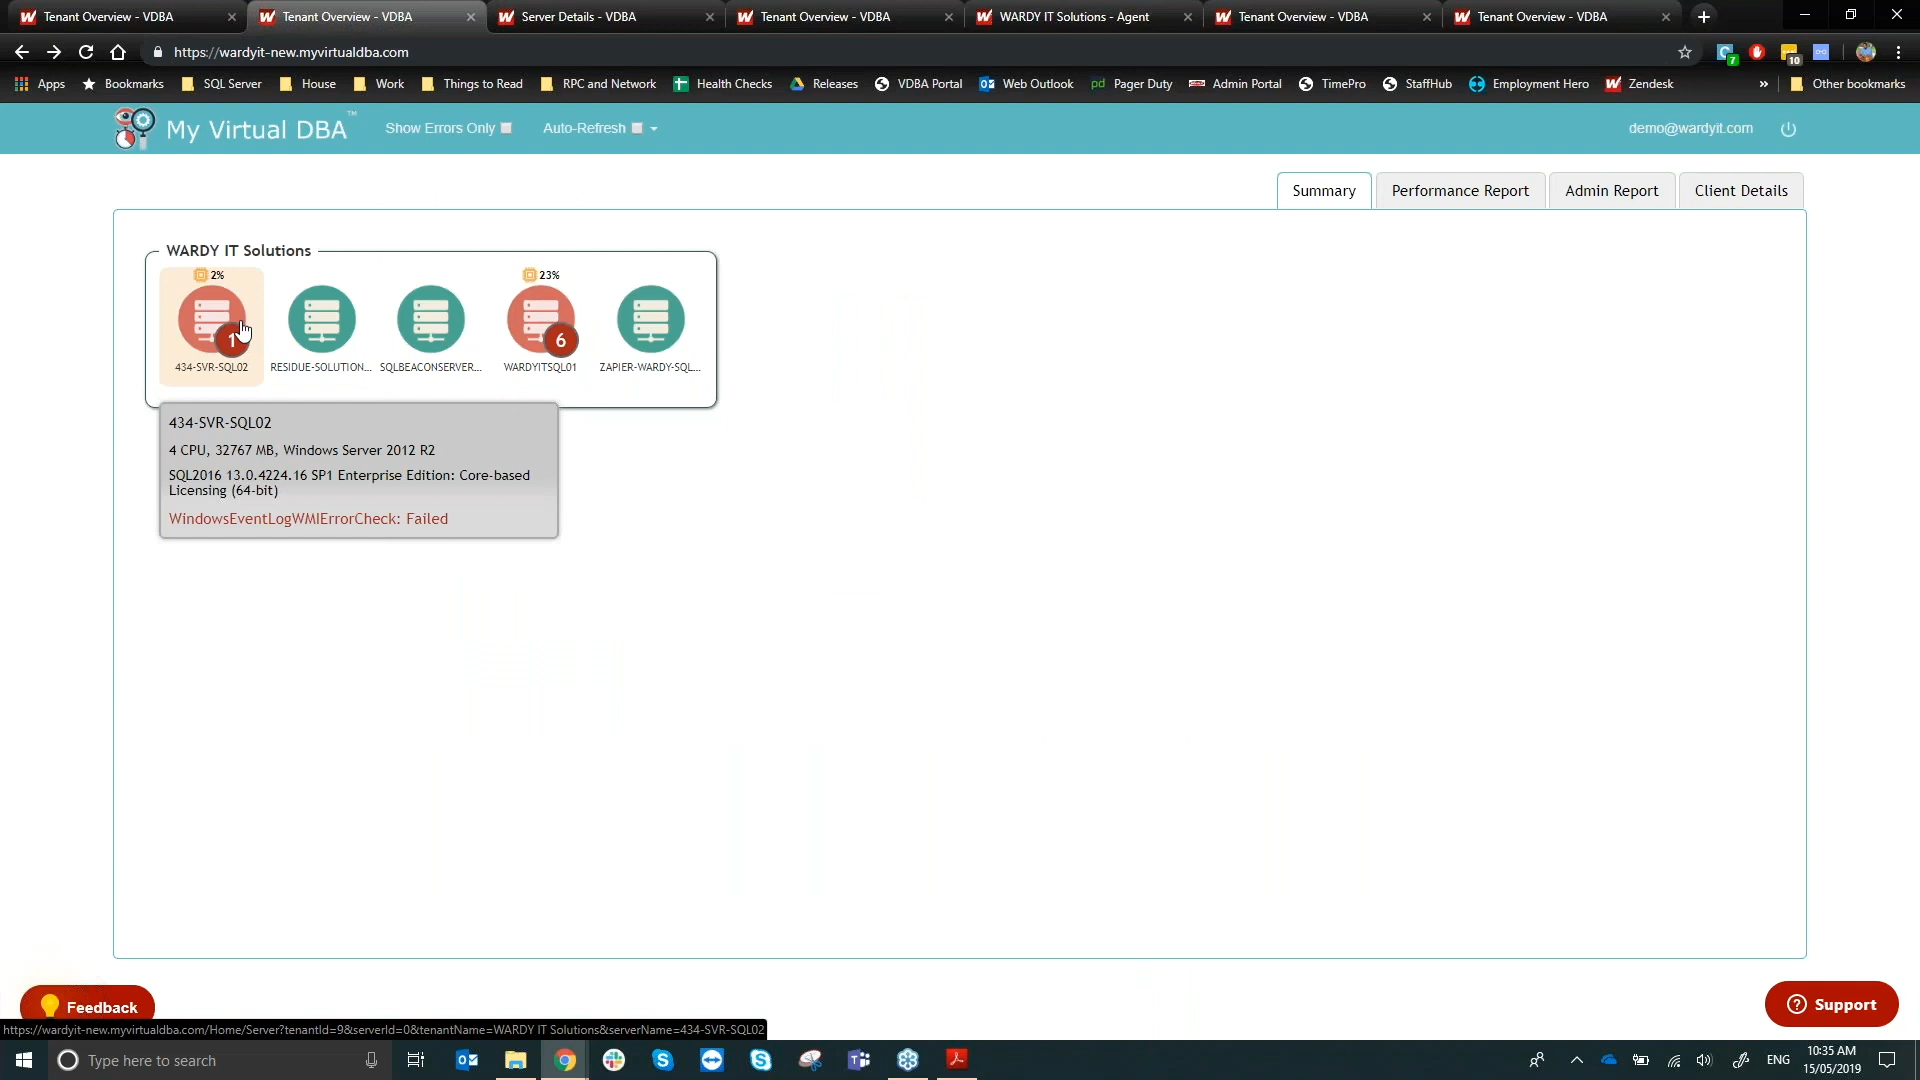 Tenant Overview - VDBA
Tenant Overview - VDBA
Server Details - VDBA
Tenant Overview - VDBA
WARDY IT Solutions - Agent
Tenant Overview - VDBA
Tenant Overview - VDBA
https://wardyit-new.myvirtualdba.com
7
10
Apps
Bookmarks
SQL Server
House
Work
Things to Read
RPC and Network
Health Checks
Releases
VDBA Portal
Web Outlook
pd Pager Duty
Admin Portal
TimePro
StaffHub
Employment Hero
Zendesk
»
Other bookmarks
My Virtual DBA™
Show Errors Only
Auto-Refresh
demo@wardyit.com
Summary
Performance Report
Admin Report
Client Details
WARDY IT Solutions
2%
23%
1
6
434-SVR-SQL02
RESIDUE-SOLUTION...
SQLBEACONSERVER...
WARDYITSQL01
ZAPIER-WARDY-SQL...
434-SVR-SQL02
4 CPU, 32767 MB, Windows Server 2012 R2
SQL2016 13.0.4224.16 SP1 Enterprise Edition: Core-based
Licensing (64-bit)
WindowsEventLogWMIErrorCheck: Failed
Feedback
Support
https://wardyit-new.myvirtualdba.com/Home/Server?tenantId=9&serverId=0&tenantName=WARDY IT Solutions&serverName=434-SVR-SQL02
Type here to search
ENG
10:35 AM
15/05/2019